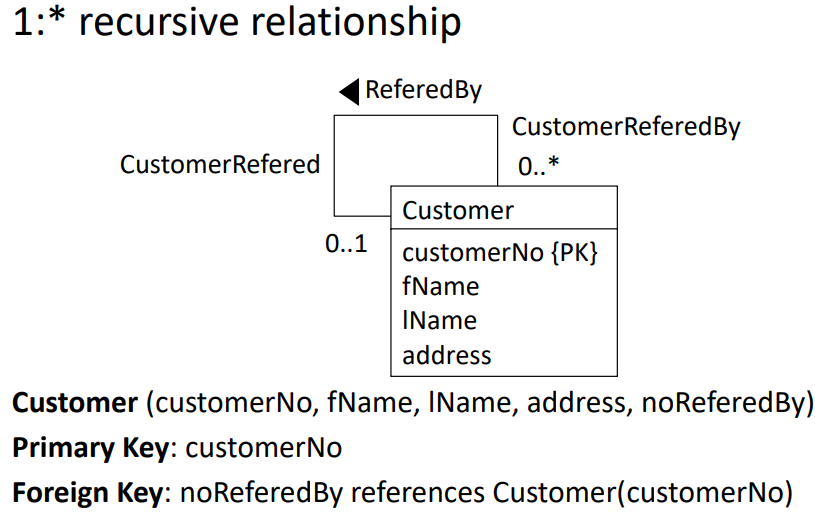 1:* recursive relationship
ReferedBy
CustomerReferedBy
CustomerRefered
0..*
Customer
0..1
customerNo {PK}
fName
lName
address
Customer (customerNo, fName, lName, address, noReferedBy)
Primary Key: customerNo
Foreign Key: noReferedBy references Customer(customerNo)